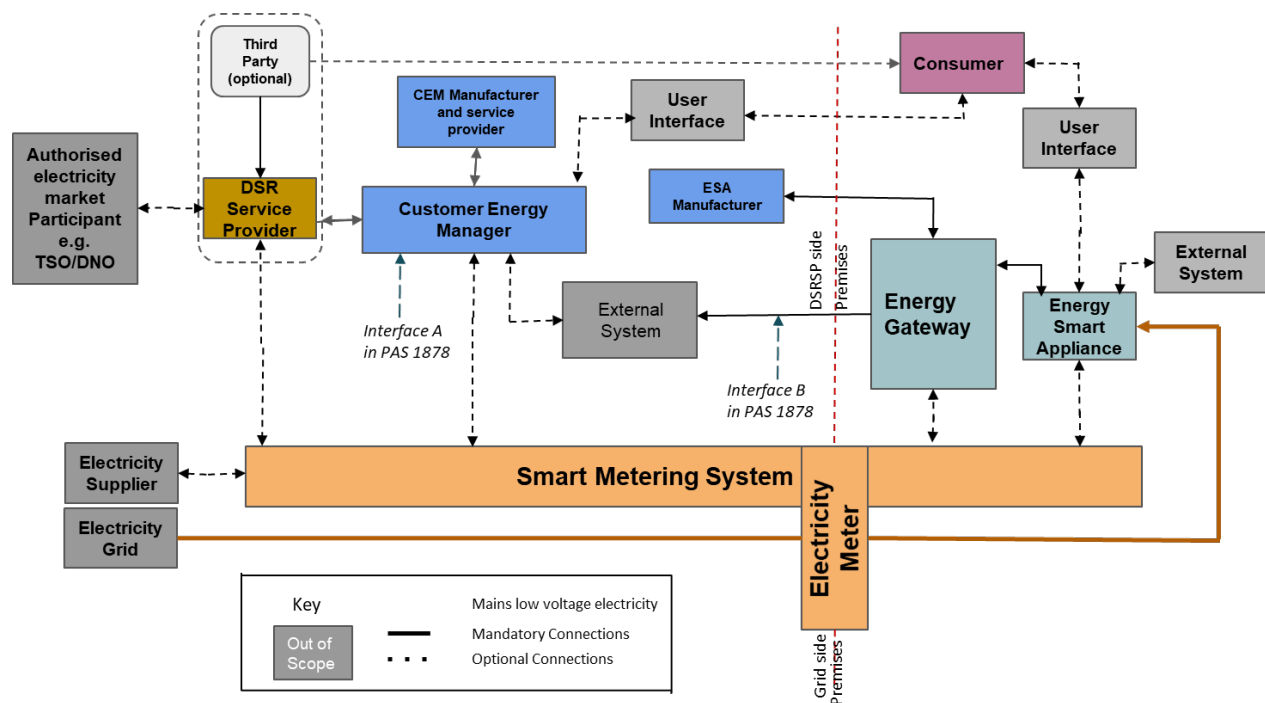 Third
Party
(optional)
Consumer
CEM Manufacturer
and service
provider
User
Interface
User
Interface
Authorised
electricity
market
Participant
e.g.
TSO/DNO
DSR
Service
Provider
Customer Energy
Manager
ESA
Manufacturer
DSRSP side
Premises
External
System
Energy
Gateway
Energy
Smart
Appliance
External
System
Interface A
in PAS 1878
Interface B
in PAS 1878
Electricity
Supplier
Smart Metering System
Electricity
Grid
Electricity
Meter
Key
Mains low voltage electricity
Out of
Scope
Mandatory Connections
Optional Connections
Grid side
Premises